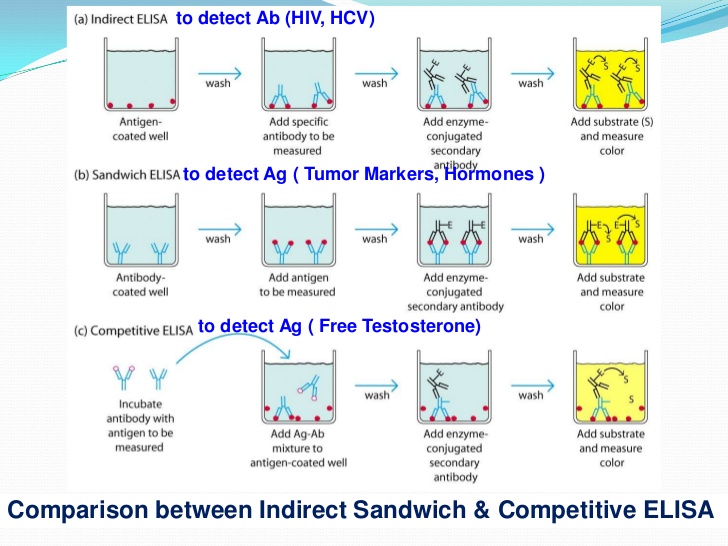 (a) Indirect ELISA to detect Ab (HIV, HCV)
wash
wash
wash
S
S
Antigen-
coated well
Add specific
antibody to be
measured
Add enzyme-
conjugated
secondary
antibody
Add substrate (S)
and measure
color
(b) Sandwich ELISA to detect Ag ( Tumor Markers, Hormones )
E
E
E
E
S
S
wash
wash
wash
Antibody-
coated well
Add antigen
to be measured
Add enzyme-
conjugated
secondary antibody
Add substrate
and measure
color
(c) Competitive ELISA to detect Ag ( Free Testosterone)
S
S
wash
wash
Incubate
antibody with
antigen to be
measured
Add Ag-Ab
mixture to
antigen-coated well
Add enzyme-
conjugated
secondary
antibody
Add substrate
and measure
color
Comparison between Indirect Sandwich & Competitive ELISA